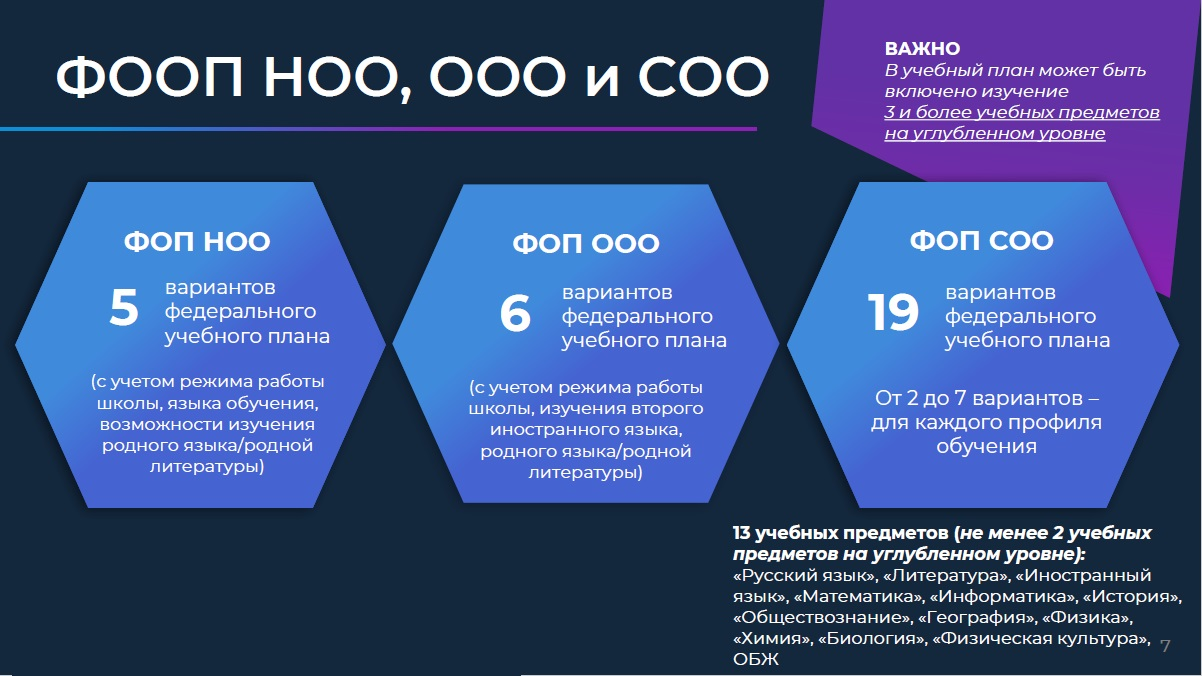 ФООП НОО, ООО и СОО
ВАЖНО
В учебный план может быть
включено изучение
3 и более учебных предметов
на углубленном уровне
ФОП НОО
5
вариантов
федерального
учебного плана
(с учетом режима работы
школы, языка обучения,
возможности изучения
родного языка/родной
литературы)
ФОП ООО
6
вариантов
федерального
учебного плана
(с учетом режима работы
школы, изучения второго
иностранного языка,
родного языка/родной
литературы)
ФОП СОО
19
вариантов
федерального
учебного плана
От 2 до 7 вариантов –
для каждого профиля
обучения
13 учебных предметов (не менее 2 учебных
предметов на углубленном уровне):
«Русский язык», «Литература», «Иностранный
язык», «Математика», «Информатика», «История»,
«Обществознание», «География», «Физика»,
«Химия», «Биология», «Физическая культура»,
ОБЖ
7